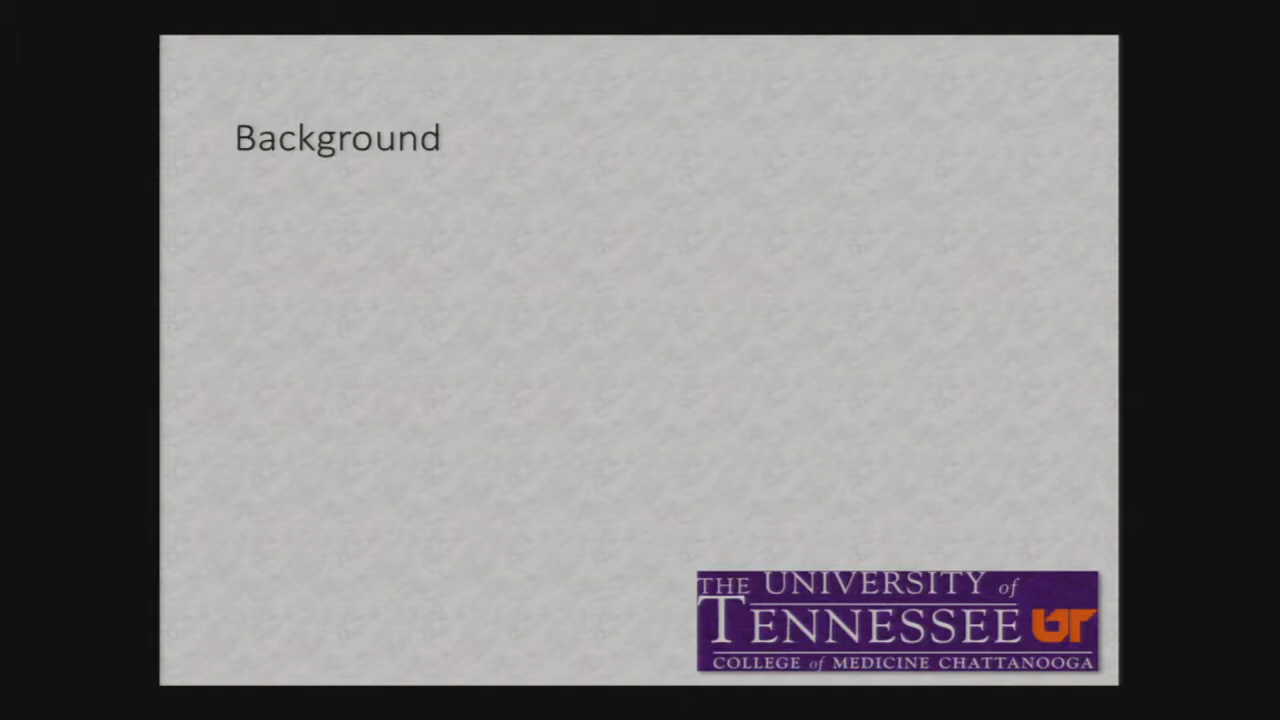 Background
THE UNIVERSITY of
TENNESSEE UT
COLLEGE of MEDICINE CHATTANOOGA